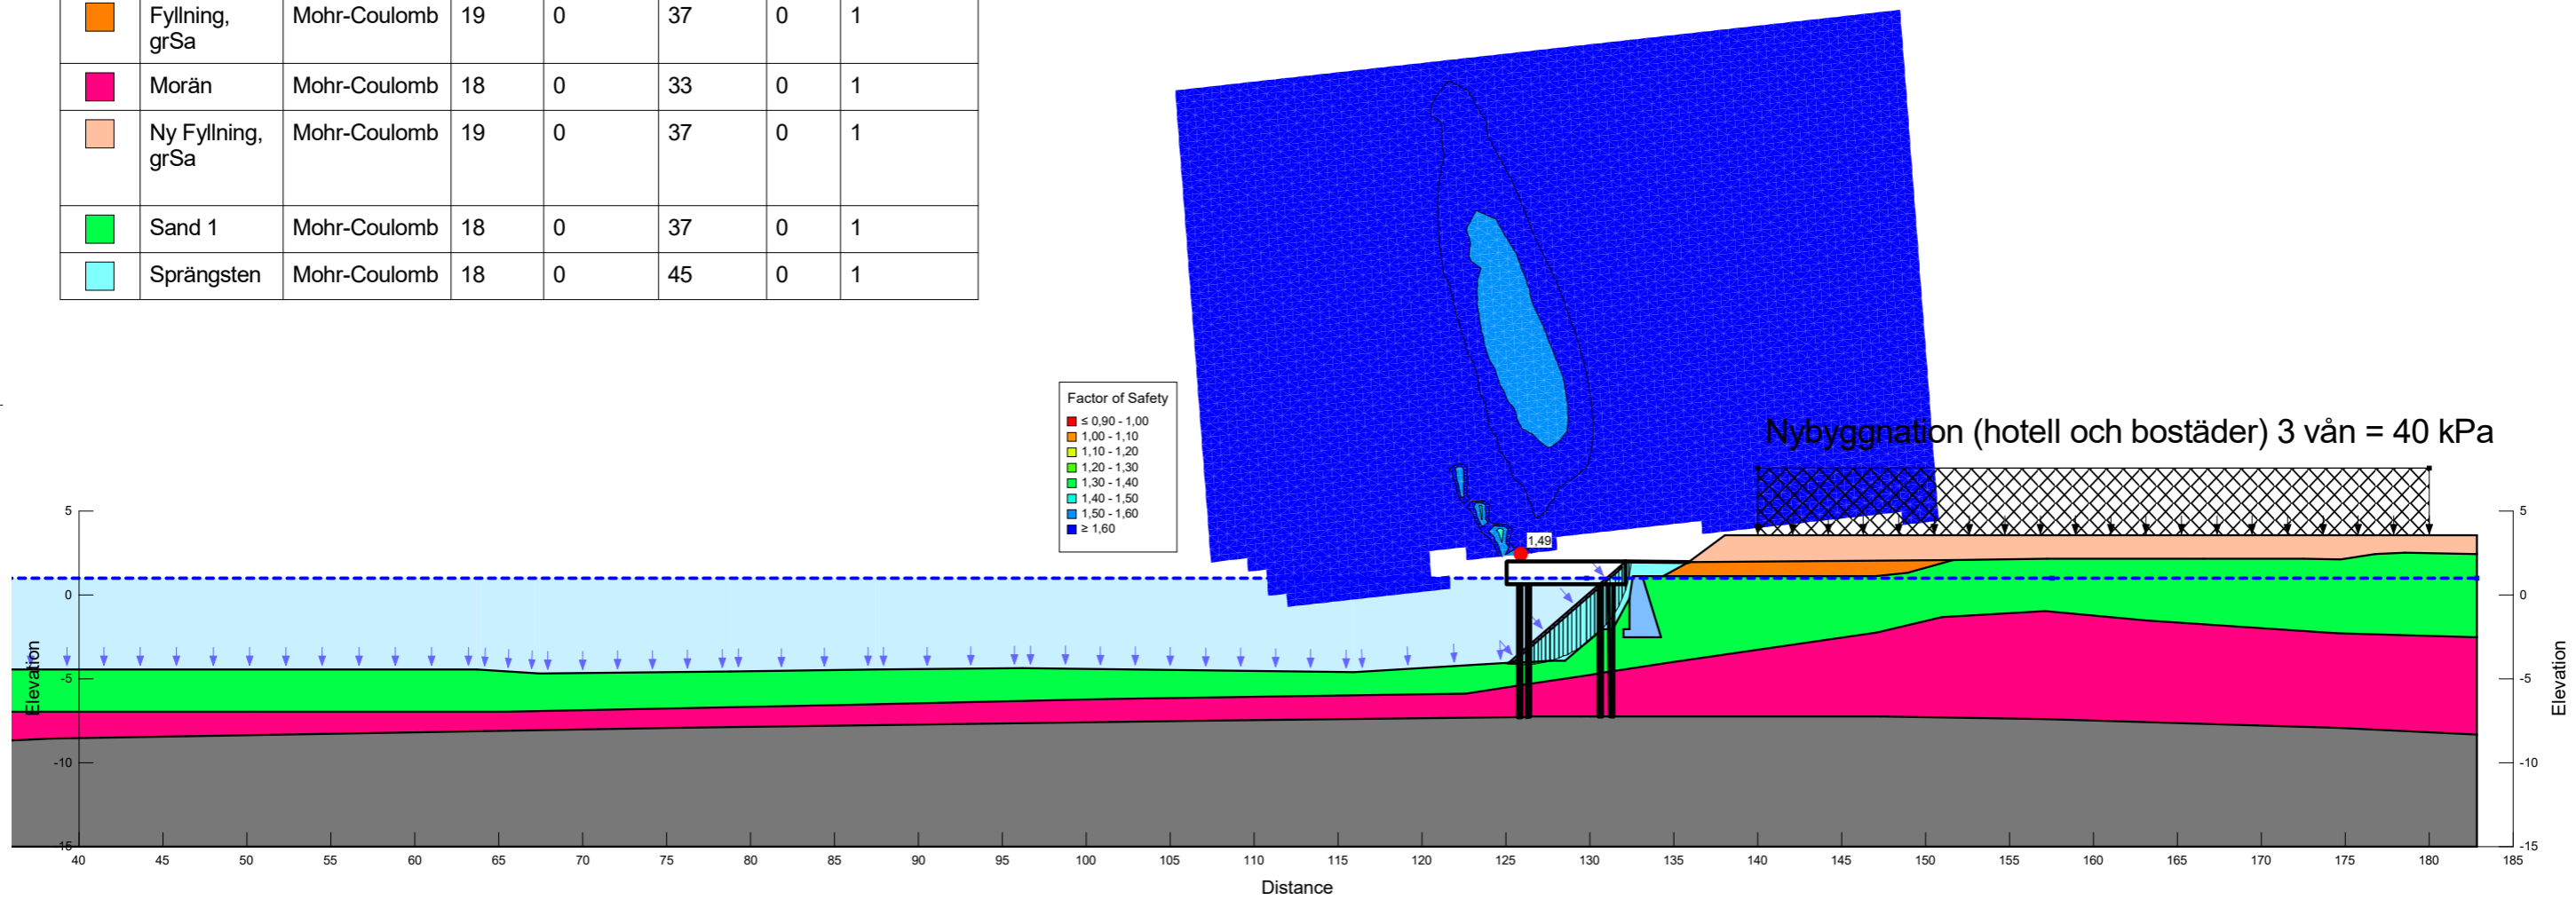 Fyllning, Mohr-Coulomb 19 0 37 0 1
grSa
Morän Mohr-Coulomb 18 0 33 0 1
Ny Fyllning, Mohr-Coulomb 19 0 37 0 1
grSa
Sand 1 Mohr-Coulomb 18 0 37 0 1
Sprängsten Mohr-Coulomb 18 0 45 0 1
Factor of Safety
≤ 0,90 - 1,00
1,00 - 1,10
1,10 - 1,20
1,20 - 1,30
1,30 - 1,40
1,40 - 1,50
1,50 - 1,60
≥ 1,60
Nybyggnation (hotell och bostäder) 3 vån = 40 kPa
1,49
5
0
-5
-10
-15
Elevation
5
0
-5
-10
-15
Elevation
40 45 50 55 60 65 70 75 80 85 90 95 100 105 110 115 120 125 130 135 140 145 150 155 160 165 170 175 180 185
Distance